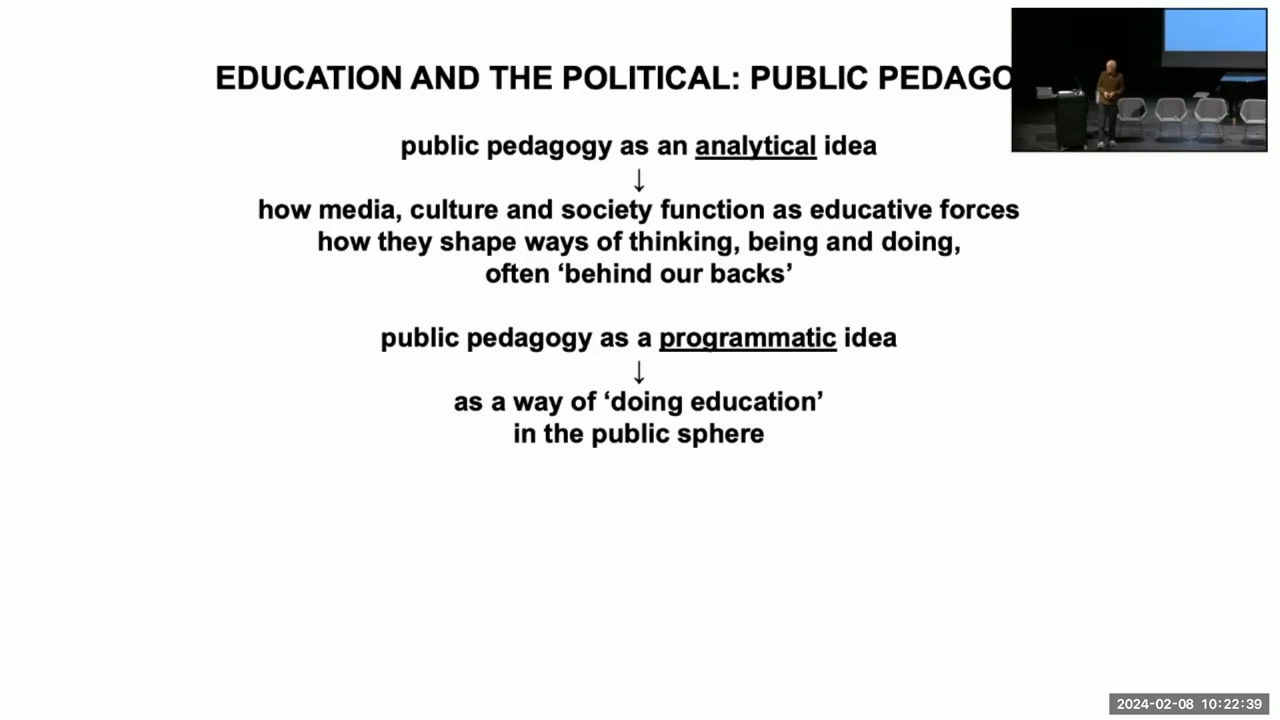 EDUCATION AND THE POLITICAL: PUBLIC PEDAGO
public pedagogy as an analytical idea
↓
how media, culture and society function as educative forces
how they shape ways of thinking, being and doing,
often ‘behind our backs’
public pedagogy as a programmatic idea
↓
as a way of ‘doing education’
in the public sphere
2024-02-08 10:22:39